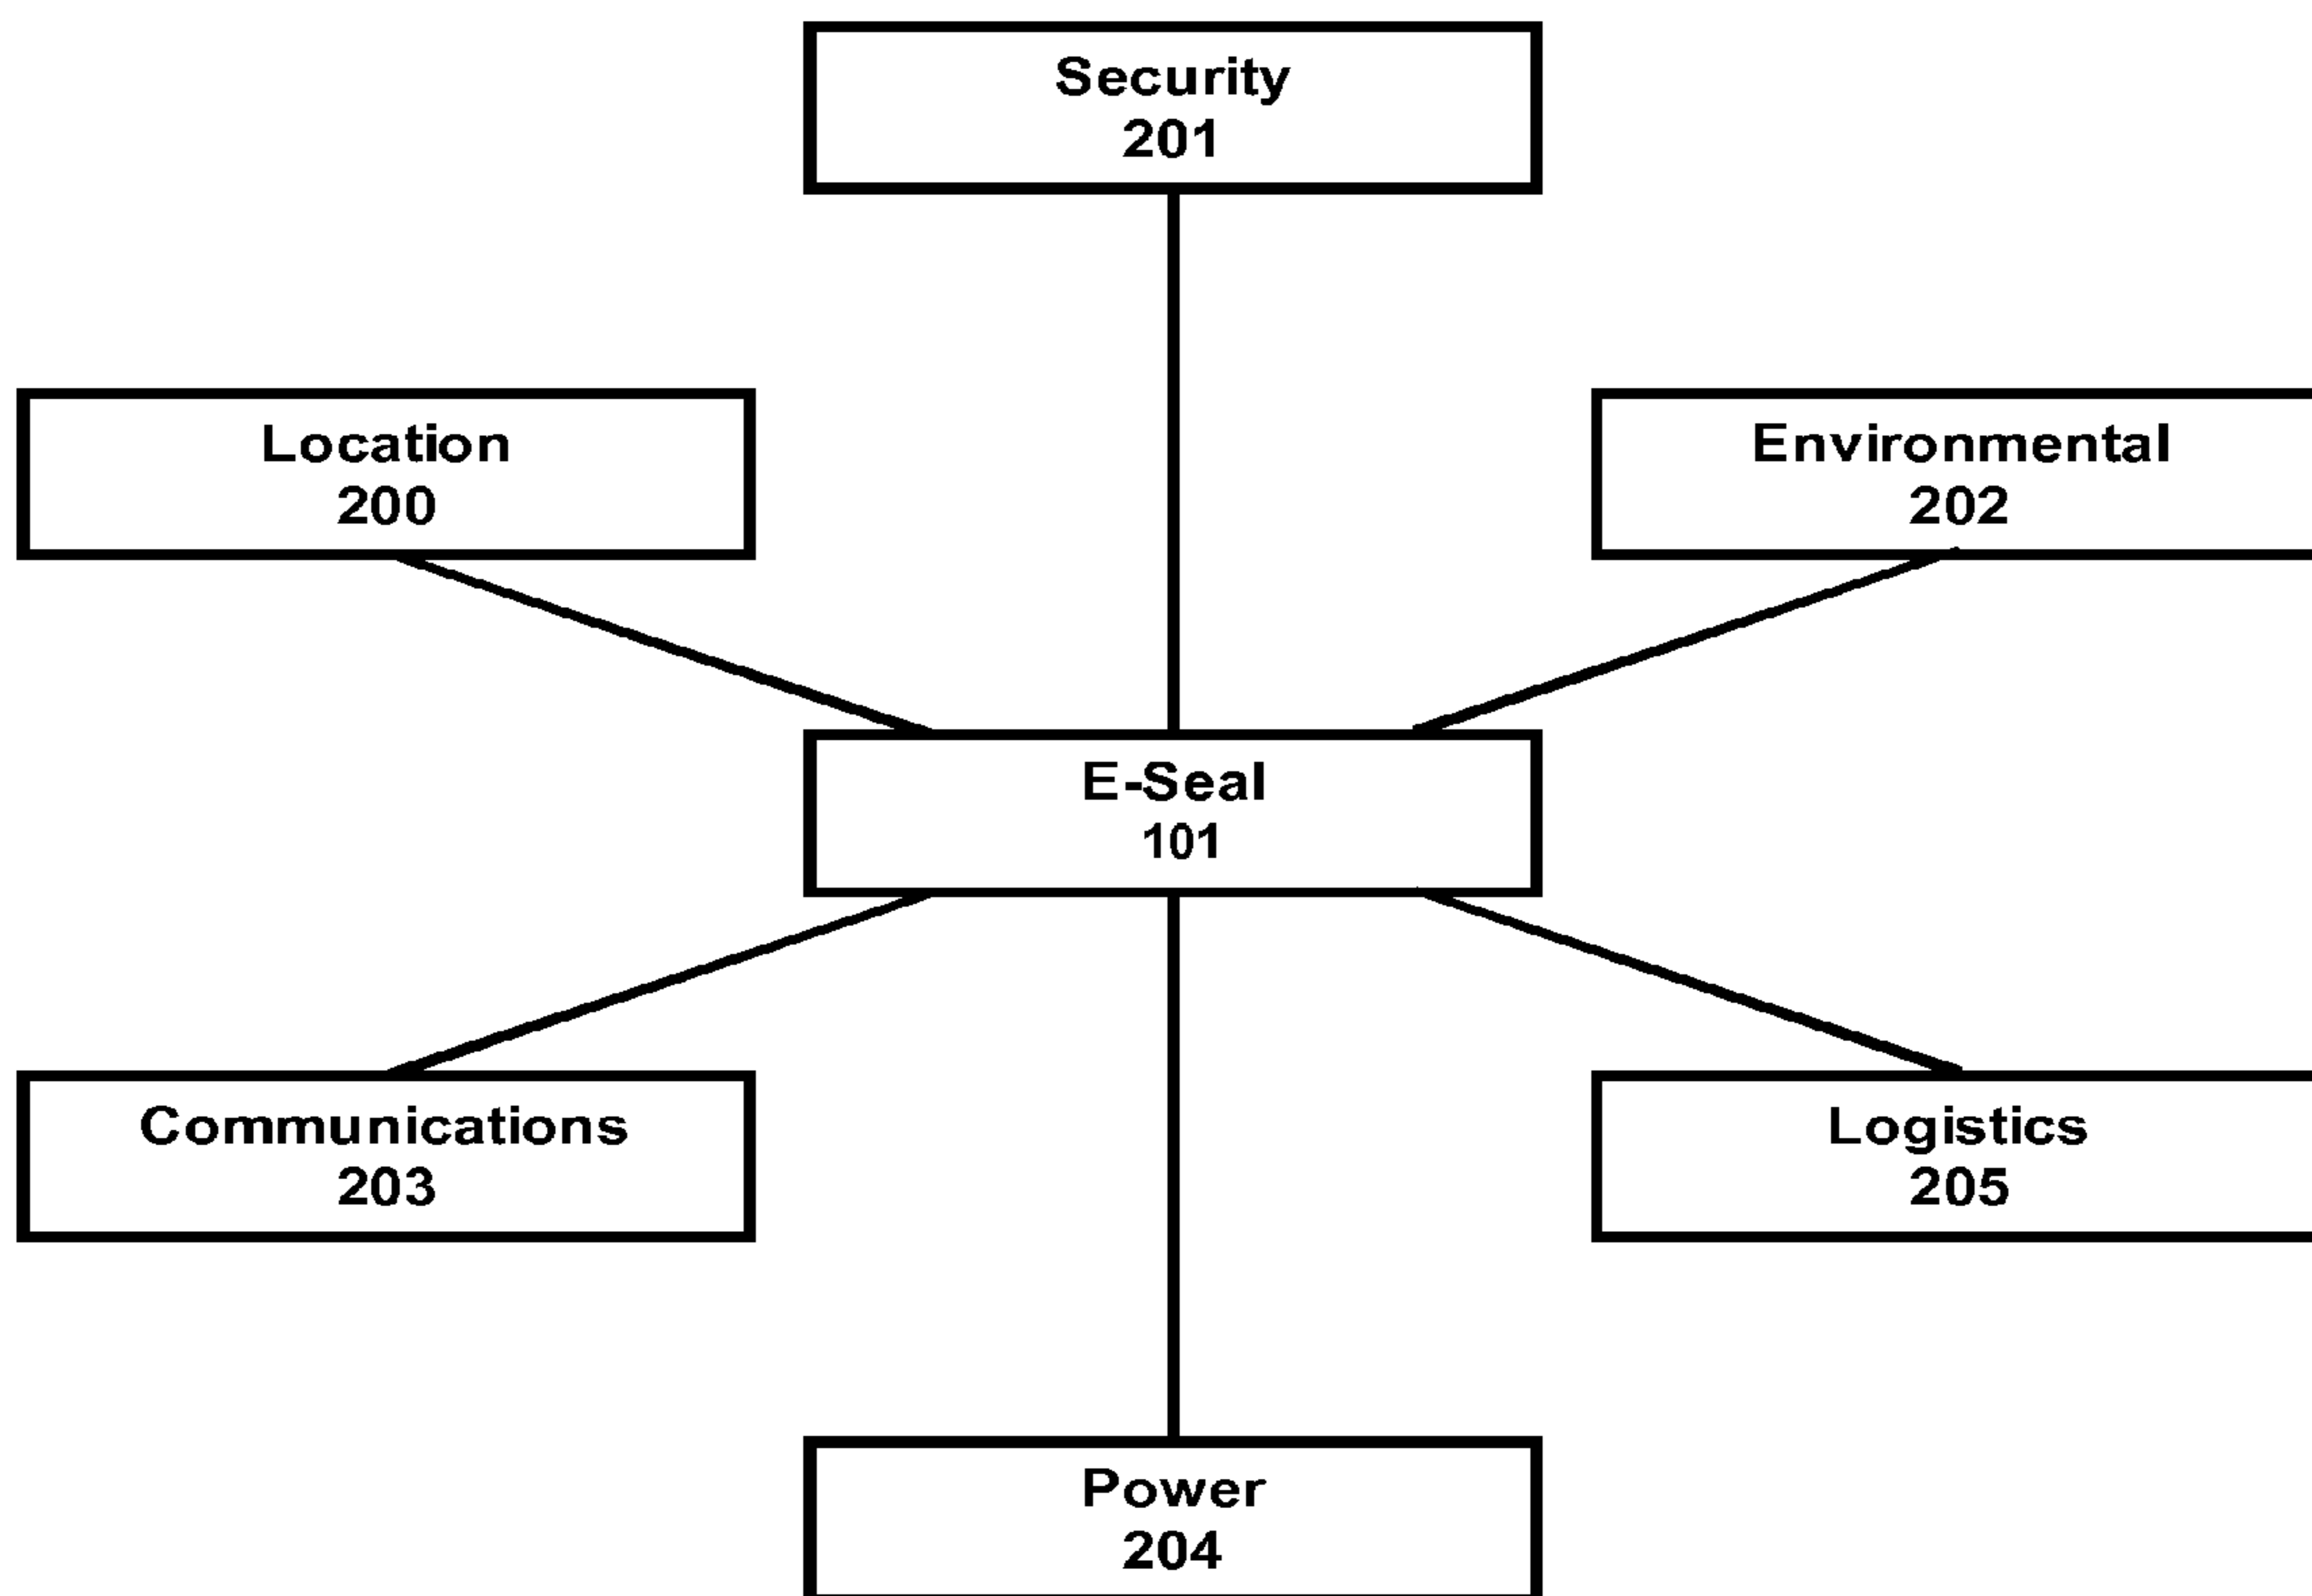 Security
201
Location
200
Environmental
202
E-Seal
101
Communications
203
Logistics
205
Power
204